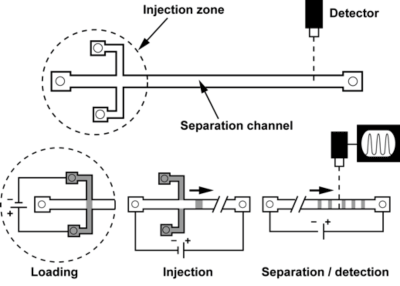 Injection zone
Detector
Separation channel
−
+
− +
− +
Loading
Injection
Separation / detection